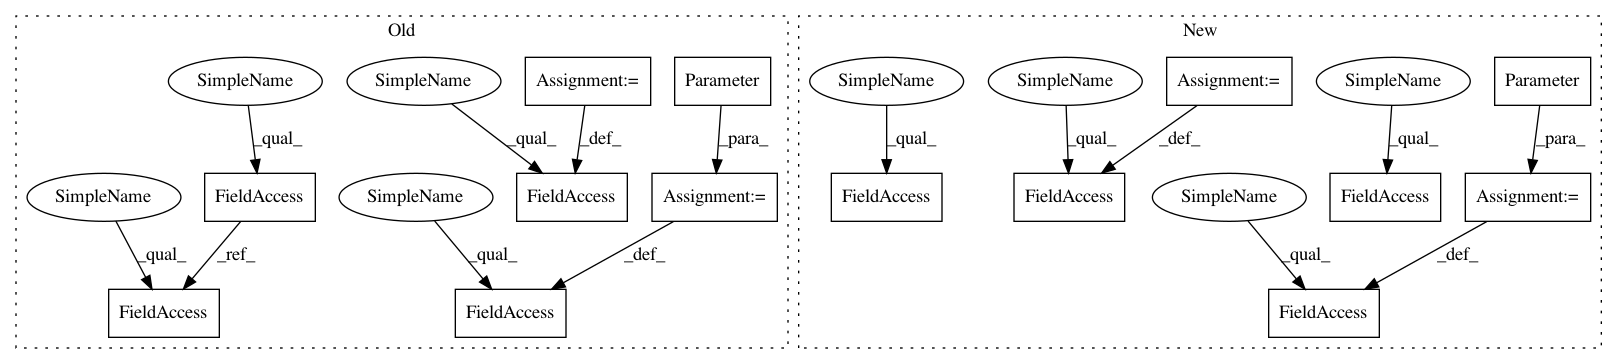 Old
New
SimpleName
SimpleName
Assignment:=
Parameter
SimpleName
SimpleName
Assignment:=
SimpleName
Parameter
_qual_
_qual_
_def_
_para_
_qual_
_qual_
_def_
_qual_
_para_
SimpleName
FieldAccess
SimpleName
FieldAccess
Assignment:=
FieldAccess
FieldAccess
SimpleName
FieldAccess
Assignment:=
_qual_
_ref_
_qual_
_def_
_qual_
_def_
FieldAccess
FieldAccess
FieldAccess